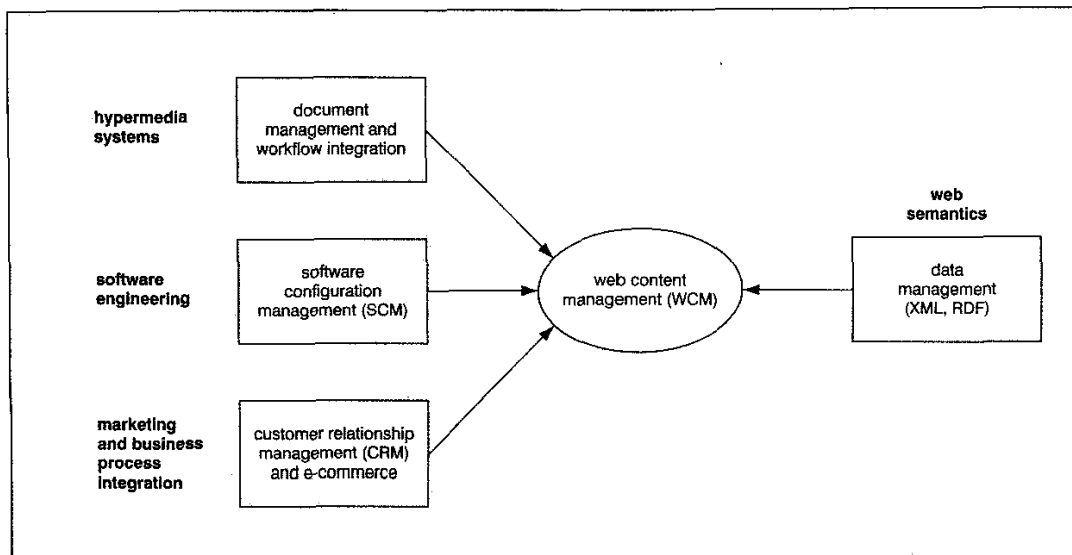 hypermedia
systems
document
management and
workflow integration
software
engineering
software
configuration
management (SCM)
marketing
and business
process
integration
customer relationship
management (CRM)
and e-commerce
web content
management (WCM)
web
semantics
data
management
(XML, RDF)